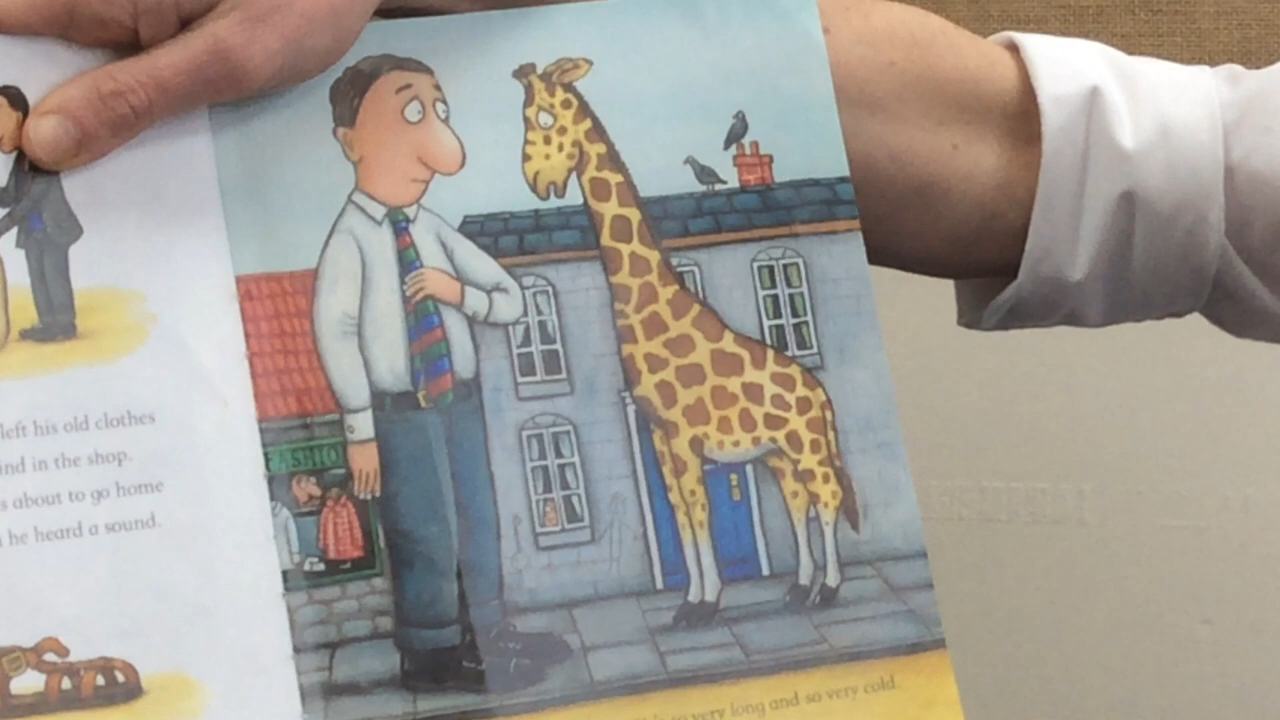 left his old clothes
ind in the shop.
s about to go home
he heard a sound.
FASHIO
so very long and so very cold.